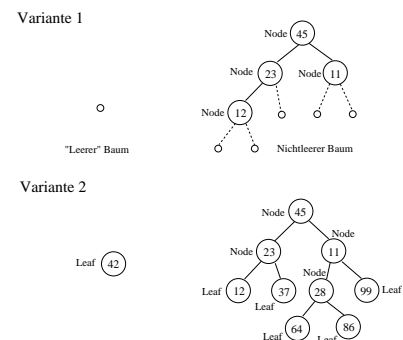 Variante 1
Node 45
Node 23 Node 11
Node 12
"Leerer" Baum Nichtleerer Baum
Variante 2
Node 45
Node
Leaf 42 Node 23 11
Node
Leaf 12 37 28 99 Leaf
Leaf
64 86
Leaf Leaf